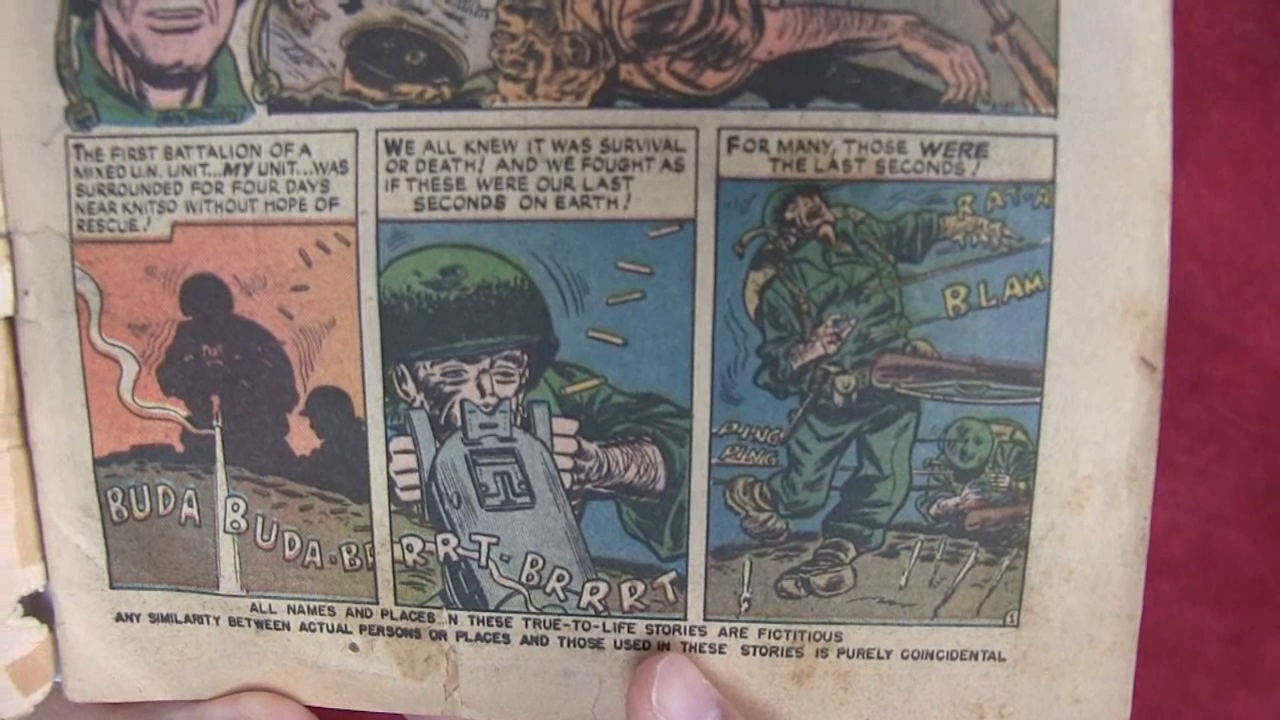 THE FIRST BATTALION OF A
MIXED U.N. UNIT...MY UNIT...WAS
SURROUNDED FOR FOUR DAYS
NEAR KNITSO WITHOUT HOPE OF
RESCUE!
WE ALL KNEW IT WAS SURVIVAL
OR DEATH! AND WE FOUGHT AS
IF THESE WERE OUR LAST
SECONDS ON EARTH!
FOR MANY, THOSE WERE
THE LAST SECONDS!
RAT-A
BLAM
PING
PING
BUDA BUDA-BRRRRT-BRRRRT
1
ALL NAMES AND PLACES N THESE TRUE-TO-LIFE STORIES ARE FICTITIOUS
ANY SIMILARITY BETWEEN ACTUAL PERSONS OR PLACES AND THOSE USED IN THESE STORIES IS PURELY COINCIDENTAL